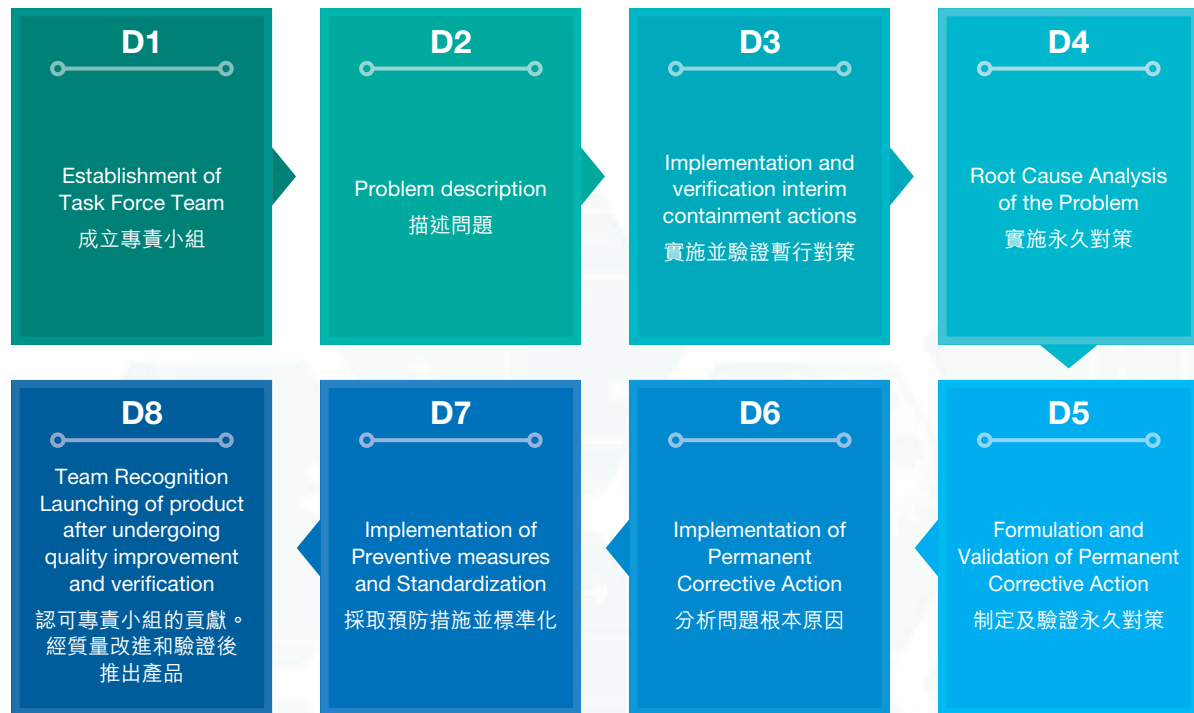 D1
Establishment of
Task Force Team
成立專責小組
D2
Problem description
描述問題
D3
Implementation and
verification interim
containment actions
實施並驗證暫行對策
D4
Root Cause Analysis
of the Problem
實施永久對策
D5
Formulation and
Validation of Permanent
Corrective Action
制定及驗證永久對策
D6
Implementation of
Permanent
Corrective Action
分析問題根本原因
D7
Implementation of
Preventive measures
and Standardization
採取預防措施並標準化
D8
Team Recognition
Launching of product
after undergoing
quality improvement
and verification
認可專責小組的貢獻。
經質量改進和驗證後
推出產品